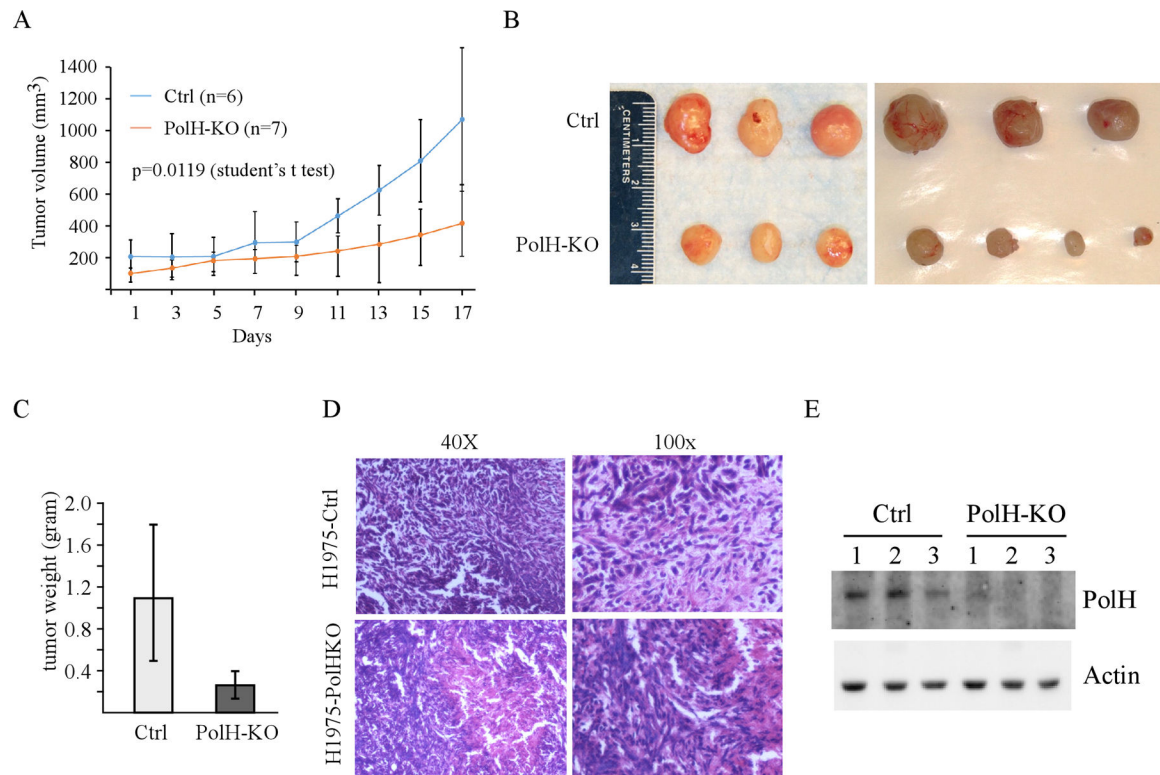 A
Tumor volume (mm3)
1400
1200
1000
800
600
400
200
Ctrl (n=6)
PolH-KO (n=7)
p=0.0119 (student's t test)
1 3 5 7 9 11 13 15 17
Days
B
Ctrl
PolH-KO
CENTIMETERS
1
2
3
4
C
tumor weight (gram)
2.0
1.6
1.2
0.8
0.4
Ctrl PolH-KO
D
40X 100x
H1975-Ctrl
H1975-PolHKO
E
Ctrl PolH-KO
1 2 3 1 2 3
PolH
Actin